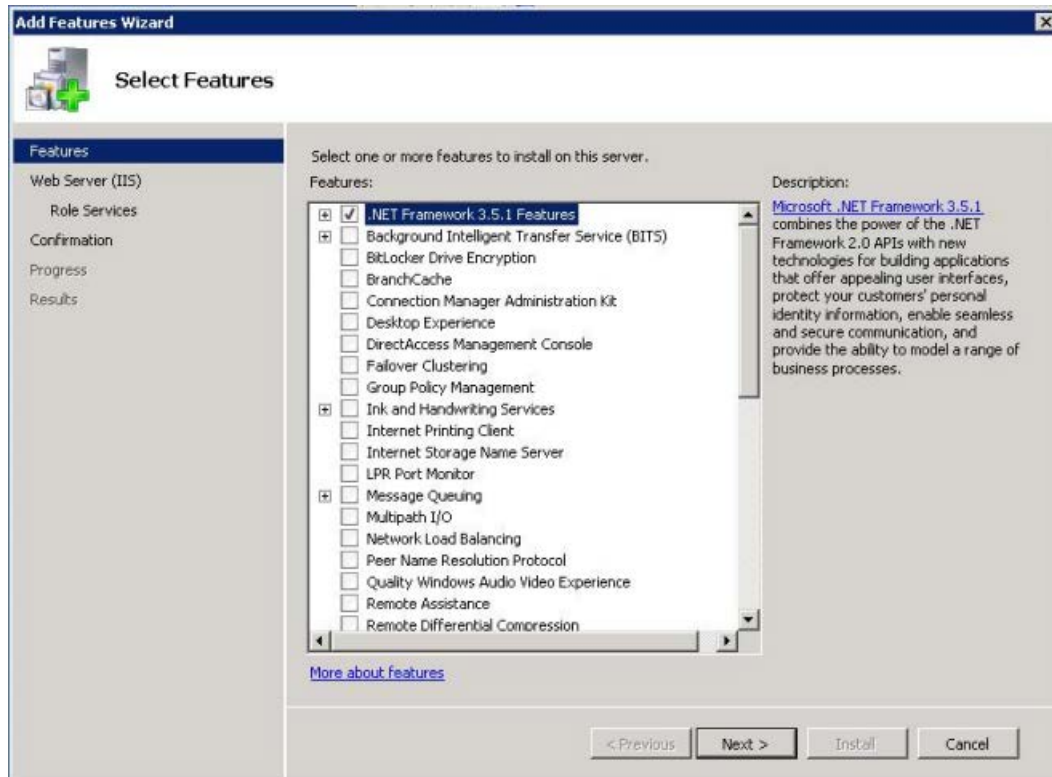 Add Features Wizard
Select Features
Features
Web Server (IIS)
Role Services
Confirmation
Progress
Results
Select one or more features to install on this server.
Features:
.NET Framework 3.5.1 Features
Background Intelligent Transfer Service (BITS)
BitLocker Drive Encryption
BranchCache
Connection Manager Administration Kit
Desktop Experience
DirectAccess Management Console
Failover Clustering
Group Policy Management
Ink and Handwriting Services
Internet Printing Client
Internet Storage Name Server
LPR Port Monitor
Message Queuing
Multipath I/O
Network Load Balancing
Peer Name Resolution Protocol
Quality Windows Audio Video Experience
Remote Assistance
Remote Differential Compression
More about features
Description:
Microsoft .NET Framework 3.5.1
combines the power of the .NET
Framework 2.0 APIs with new
technologies for building applications
that offer appealing user interfaces,
protect your customers' personal
identity information, enable seamless
and secure communication, and
provide the ability to model a range of
business processes.
< Previous
Next >
Install
Cancel